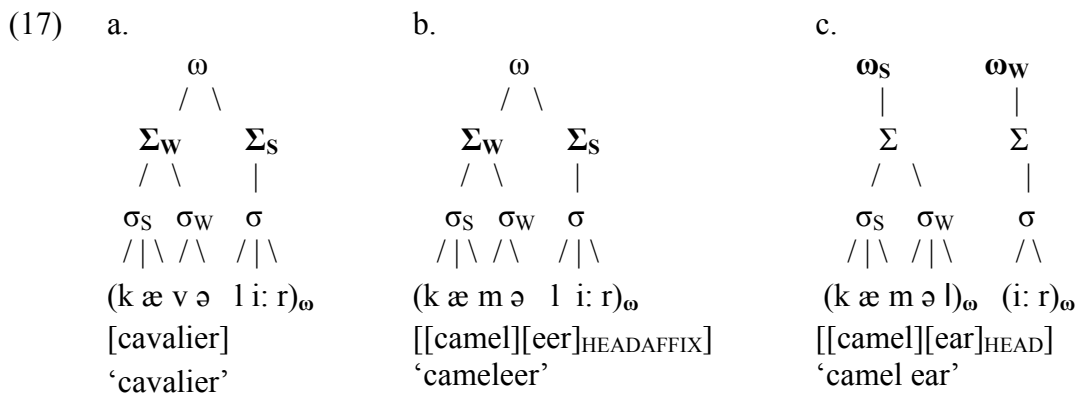 (17) a. b. c.
ω ω ωS ωW
/ \ / \ | |
ΣW ΣS ΣW ΣS Σ Σ
/ \ | / \ | / \ |
σS σW σ σS σW σ σS σW σ
/|\ /\ /|\ /|\ /\ /|\ /|\ /|\ /\
(k æ v ə l i: r)ω (k æ m ə l i: r)ω (k æ m ə l)ω (i: r)ω
[cavalier] [[camel][eer]HEADAFFIX] [[camel][ear]HEAD]
‘cavalier’ ‘cameleer’ ‘camel ear’